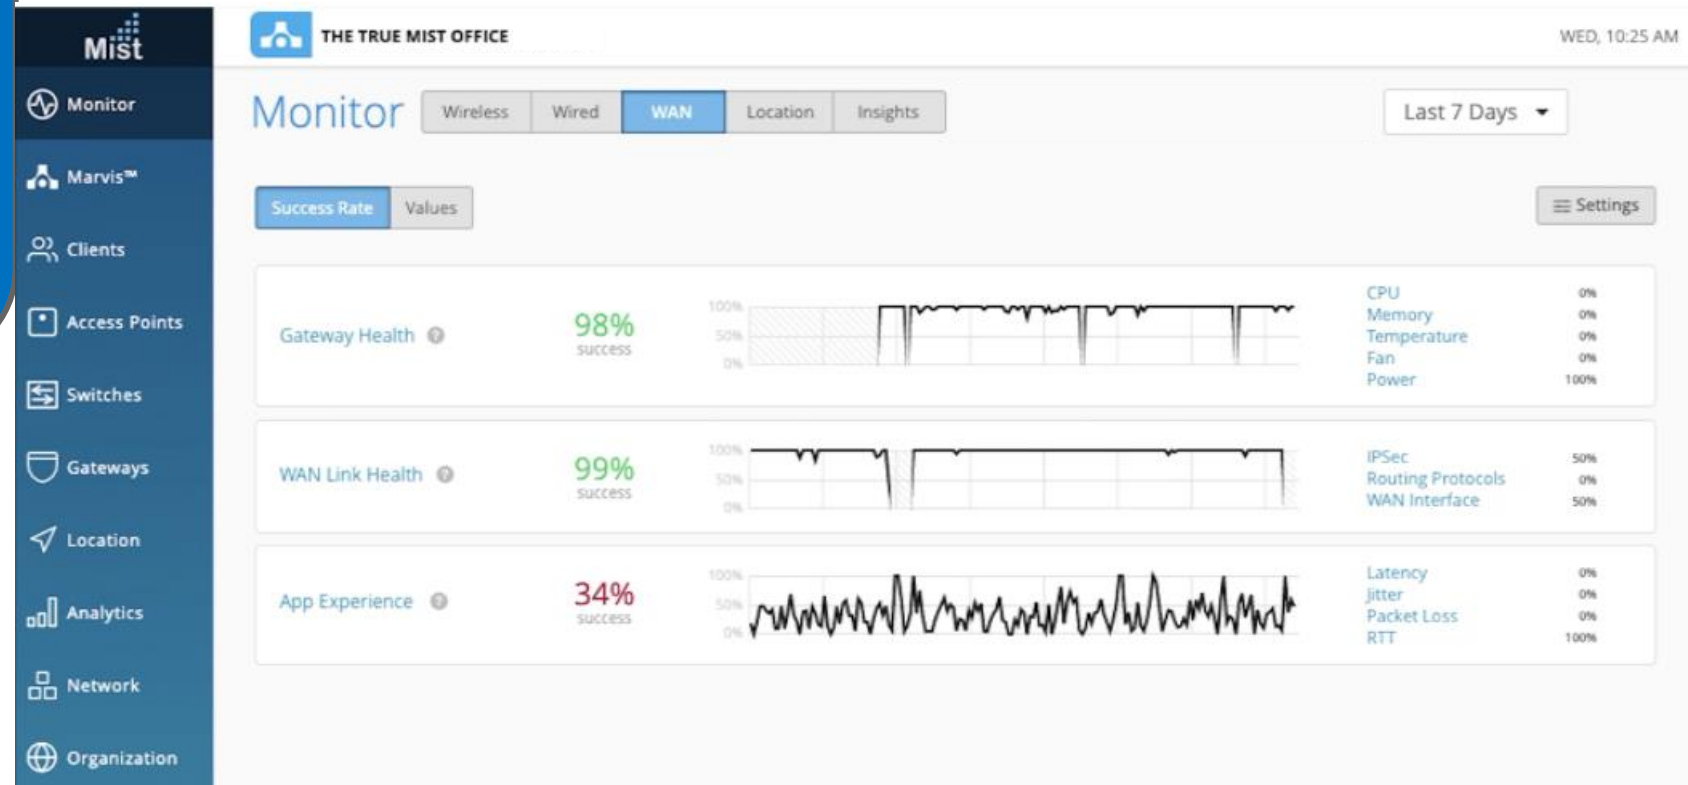 Mist
THE TRUE MIST OFFICE
WED, 10:25 AM
Monitor
Marvis™
Clients
Access Points
Switches
Gateways
Location
Analytics
Network
Organization
Monitor
Wireless
Wired
WAN
Location
Insights
Last 7 Days
Success Rate
Values
Settings
Gateway Health ?
98%
success
100%
50%
0%
CPU 0%
Memory 0%
Temperature 0%
Fan 0%
Power 100%
WAN Link Health ?
99%
success
100%
50%
0%
IPSec 50%
Routing Protocols 0%
WAN Interface 50%
App Experience ?
34%
success
100%
50%
0%
Latency 0%
Jitter 0%
Packet Loss 0%
RTT 100%